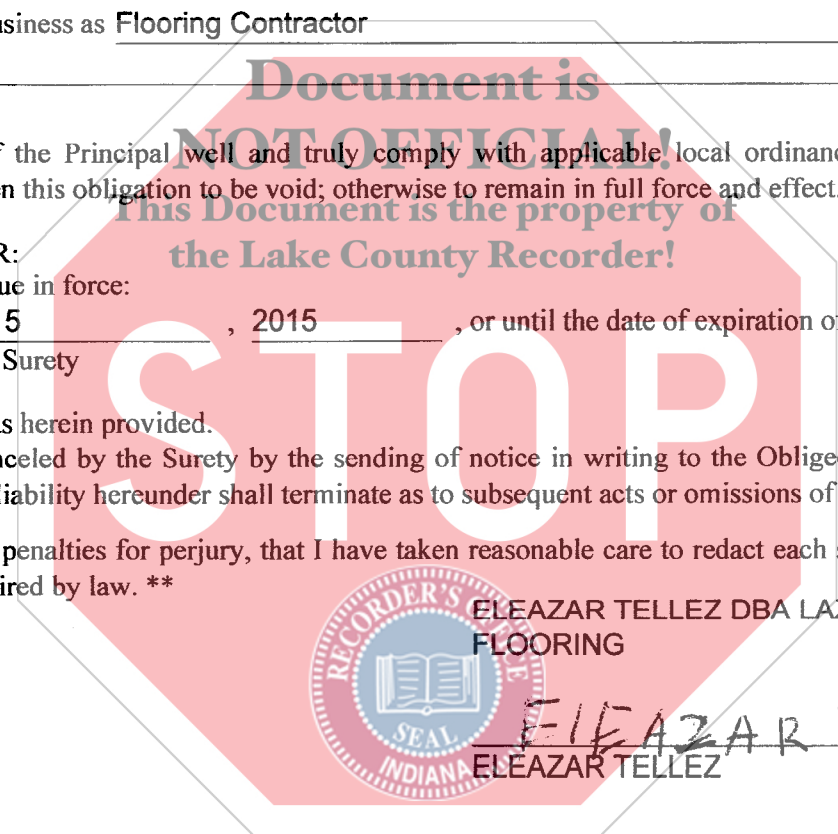 usiness as Flooring Contractor
Document is
NOT OFFICIAL!
f the Principal well and truly comply with applicable local ordinanc
en this obligation to be void; otherwise to remain in full force and effect.
This Document is the property of
the Lake County Recorder!
R:
ue in force:
5 , 2015 , or until the date of expiration of
Surety
STOP
as herein provided.
nceled by the Surety by the sending of notice in writing to the Oblige
liability hereunder shall terminate as to subsequent acts or omissions of
penalties for perjury, that I have taken reasonable care to redact each s
ired by law. **
RECORDER'S OFFICE
SEAL
INDIANA
ELEAZAR TELLEZ DBA LAZ
FLOORING
ElEAZAR
ELEAZAR TELLEZ